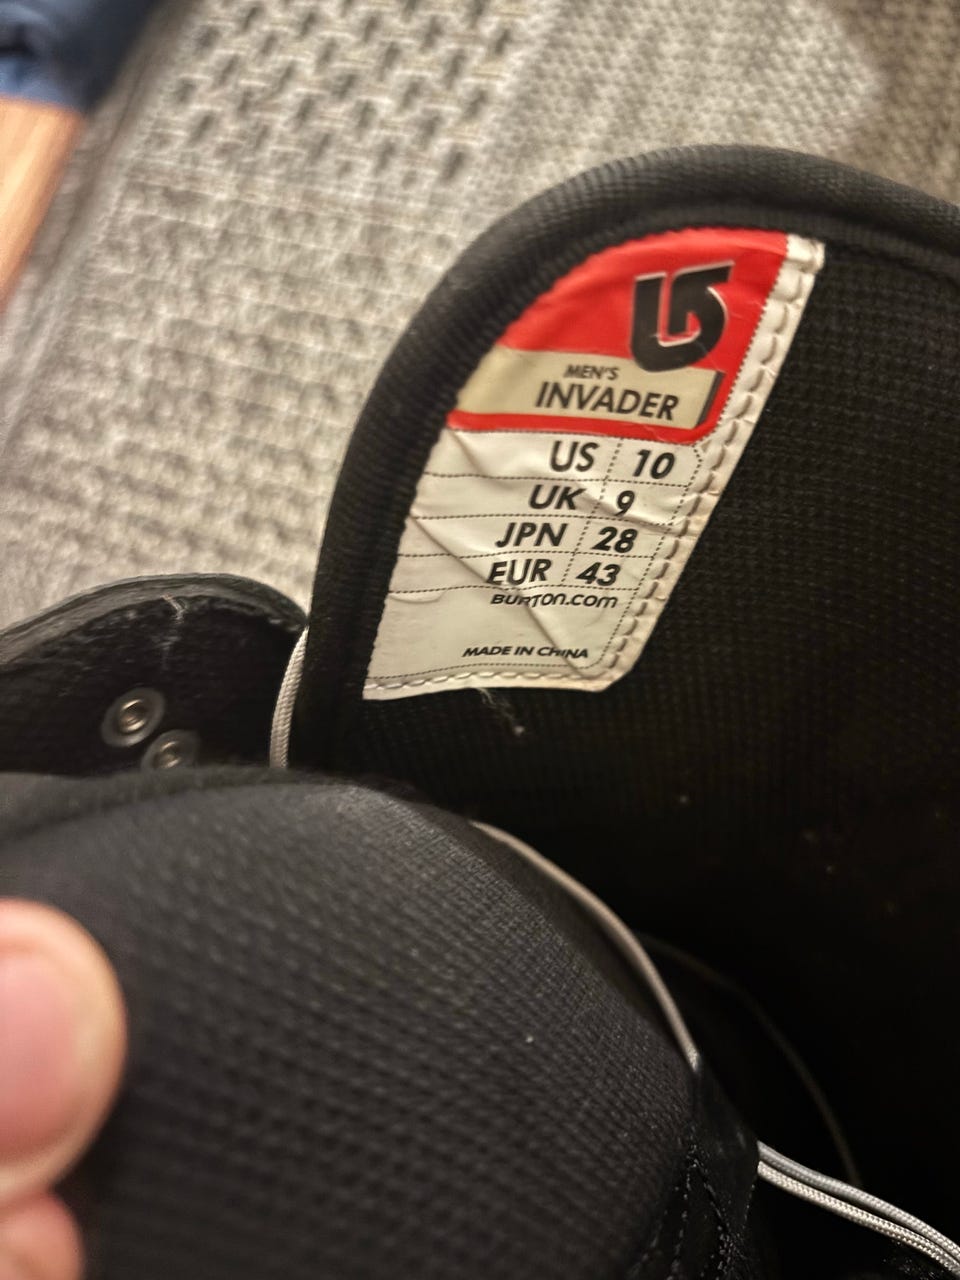 MEN'S
INVADER
US 10
UK 9
JPN 28
EUR 43
BURTON.COM
MADE IN CHINA